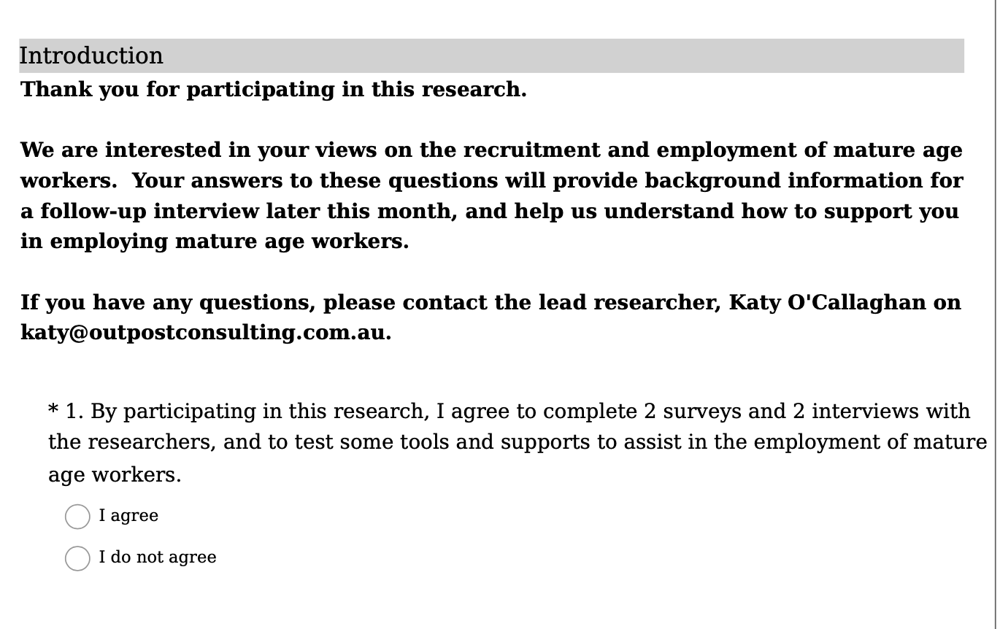 Introduction
Thank you for participating in this research.
We are interested in your views on the recruitment and employment of mature age
workers.  Your answers to these questions will provide background information for
a follow-up interview later this month, and help us understand how to support you
in employing mature age workers.
If you have any questions, please contact the lead researcher, Katy O'Callaghan on
katy@outpostconsulting.com.au.
* 1. By participating in this research, I agree to complete 2 surveys and 2 interviews with
the researchers, and to test some tools and supports to assist in the employment of mature
age workers.
I agree
I do not agree